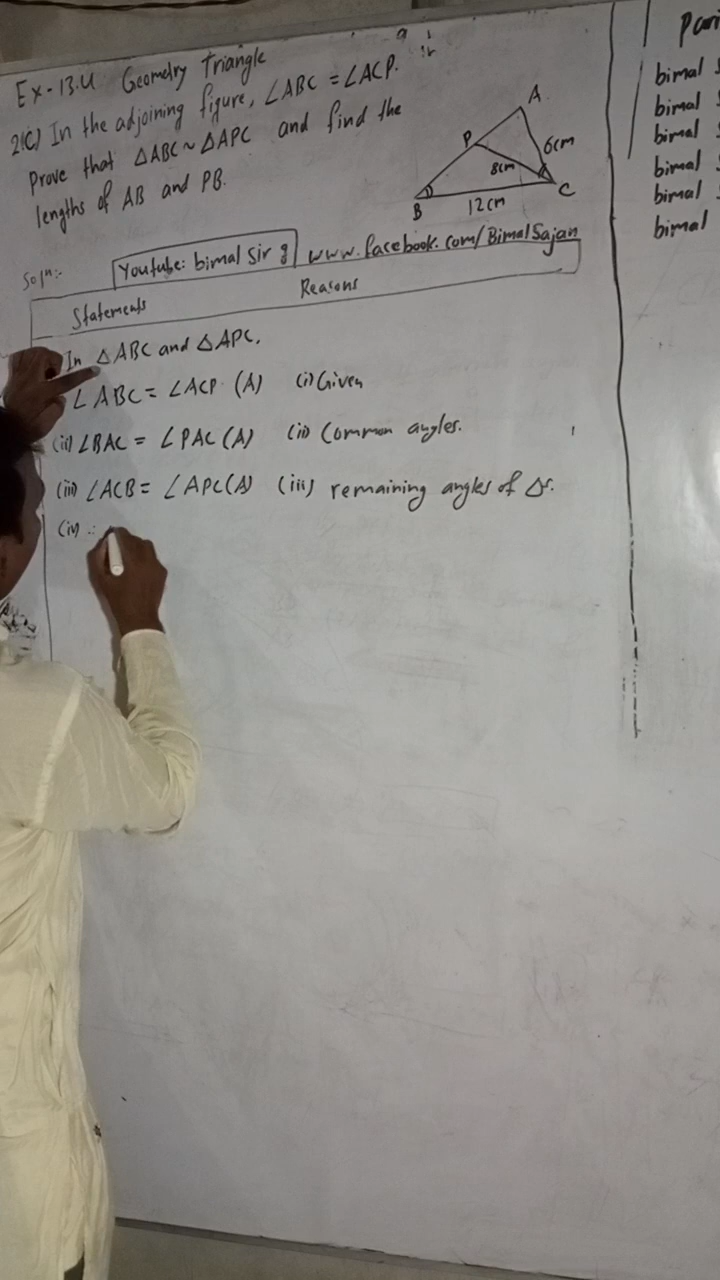 Ex-13.4 Geometry Triangle
2(c) In the adjoining figure, ∠ABC = ∠ACP.
Prove that △ABC ~ △APC and find the
lengths of AB and PB.
A
P
6cm
8cm
B
12cm
C
Soln:-
Youtube: bimal sir g
www.facebook.com/BimalSajan
Statements
Reasons
In △ABC and △APC,
∠ABC = ∠ACP (A) (i) Given
(ii) ∠BAC = ∠PAC (A) (ii) Common angles.
(iii) ∠ACB = ∠APC (A) (iii) remaining angles of △s.
(iv) ∴
bimal
bimal
bimal
bimal
bimal
bimal